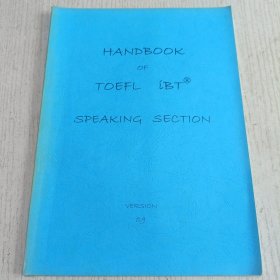 HANDBOOK
OF
TOEFL iBT®
SPEAKING SECTION
VERSION